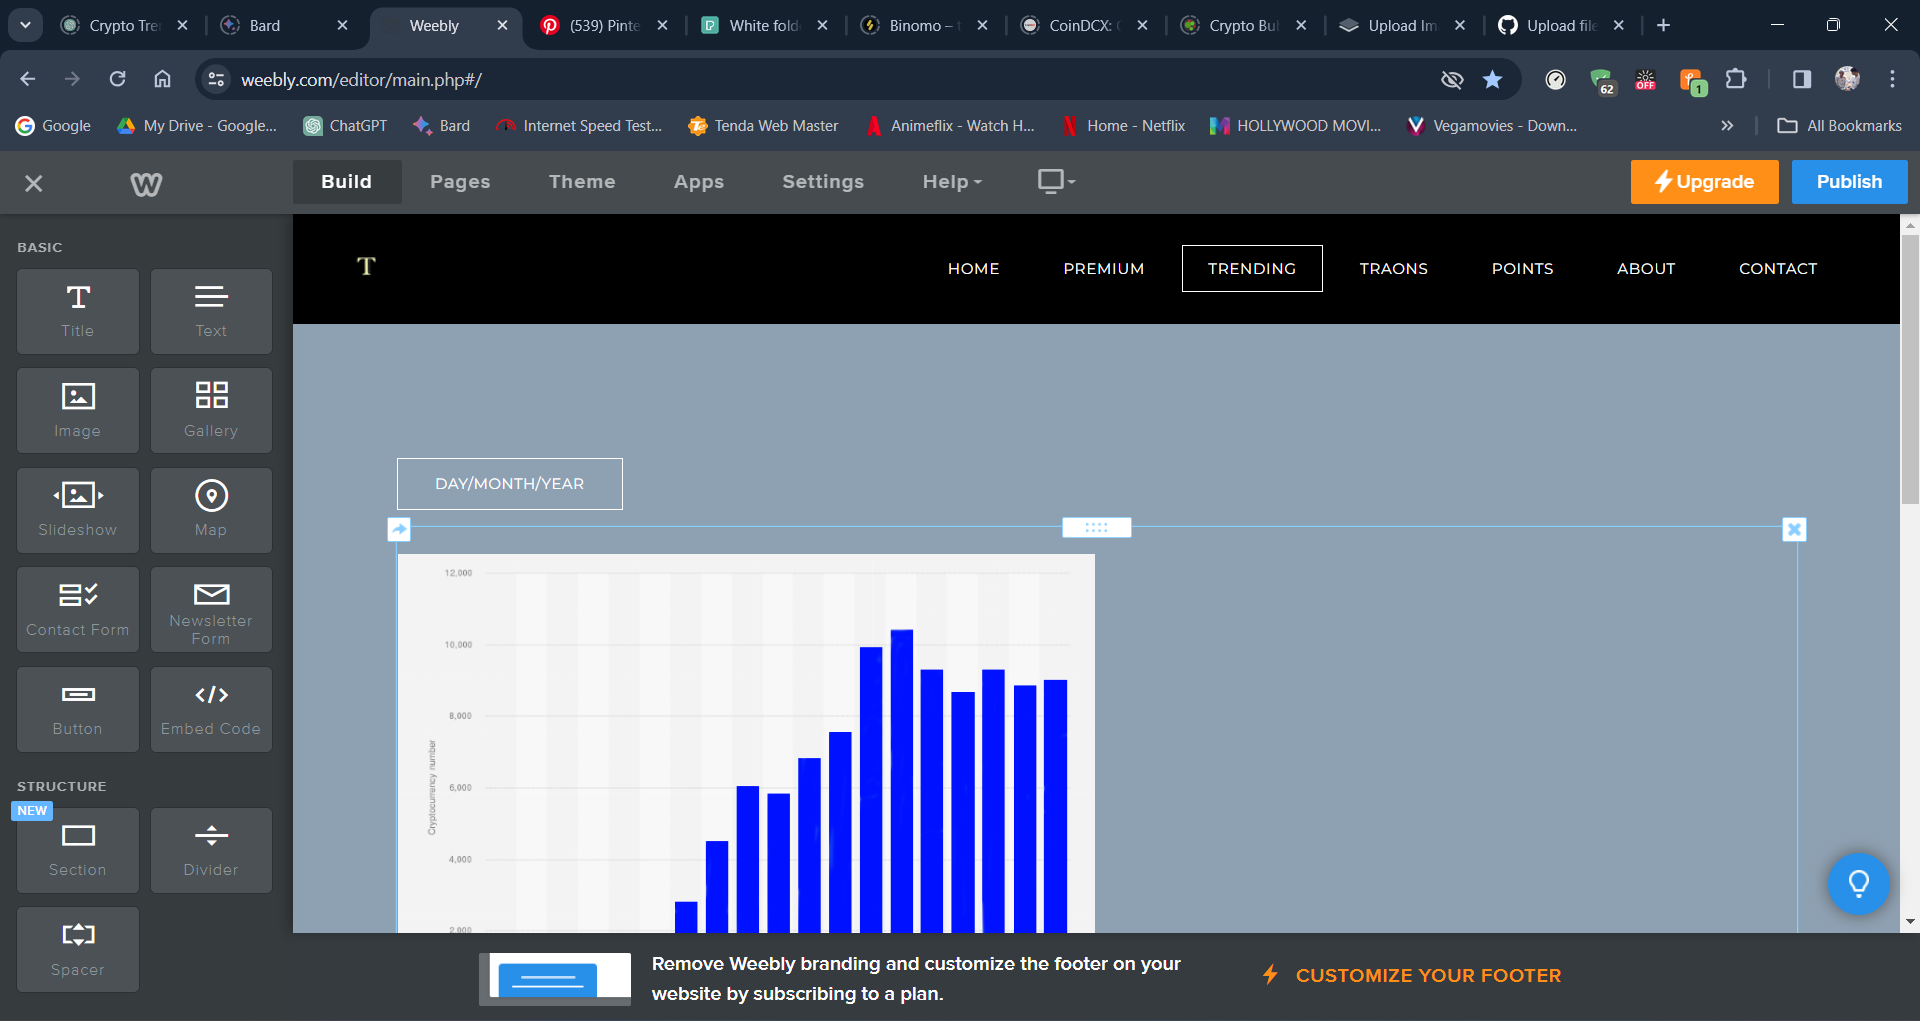 Crypto Tre
Bard
Weebly
(539) Pinte
White fold
Binomo – t
CoinDCX: C
Crypto Bul
Upload Im
Upload file
weebly.com/editor/main.php#/
62
OFF
1
Google
My Drive - Google...
ChatGPT
Bard
Internet Speed Test...
Tenda Web Master
Animeflix - Watch H...
Home - Netflix
HOLLYWOOD MOVI...
Vegamovies - Down...
All Bookmarks
Build
Pages
Theme
Apps
Settings
Help
Upgrade
Publish
BASIC
Title
Text
Image
Gallery
Slideshow
Map
Contact Form
Newsletter
Form
Button
Embed Code
STRUCTURE
NEW
Section
Divider
Spacer
T
HOME
PREMIUM
TRENDING
TRAONS
POINTS
ABOUT
CONTACT
DAY/MONTH/YEAR
12,000
10,000
8,000
6,000
4,000
2,000
Cryptocurrency number
Remove Weebly branding and customize the footer on your
website by subscribing to a plan.
CUSTOMIZE YOUR FOOTER